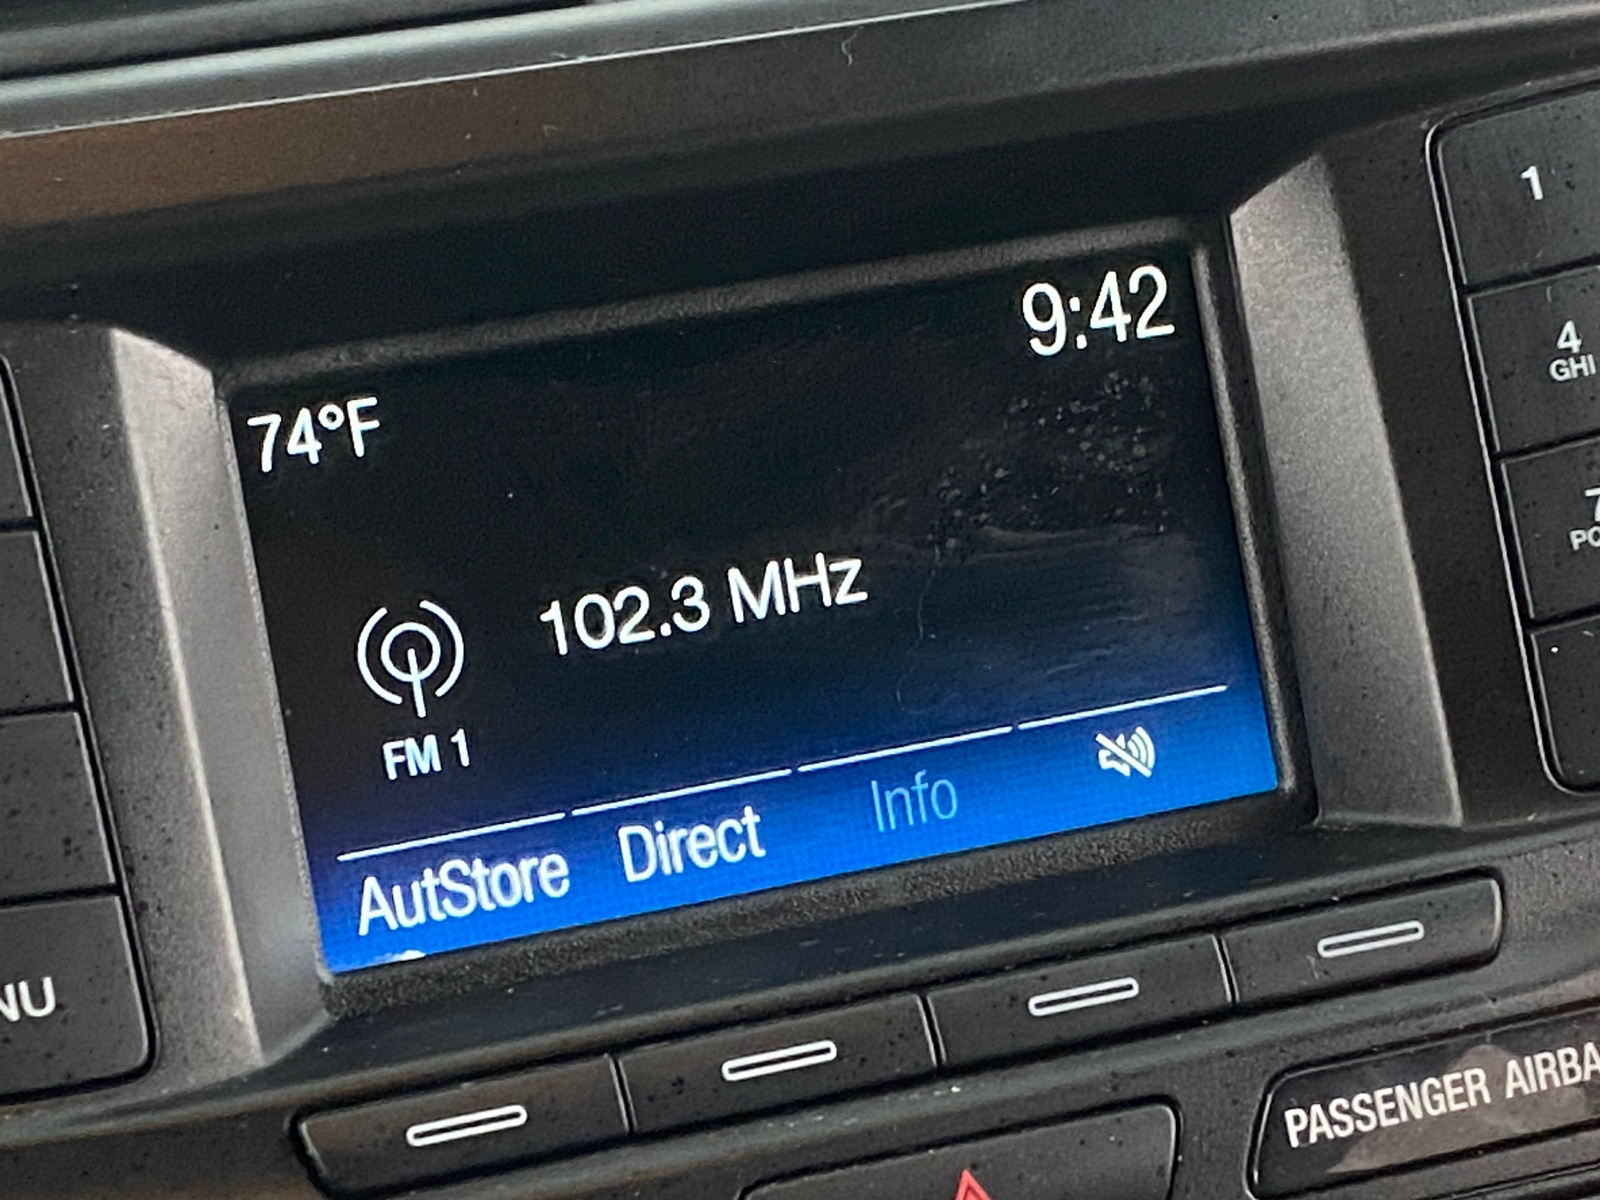 9:42
74°F
102.3 MHz
FM 1
AutStore
Direct
Info
1
4
GHI
NU
PASSENGER AIRBA